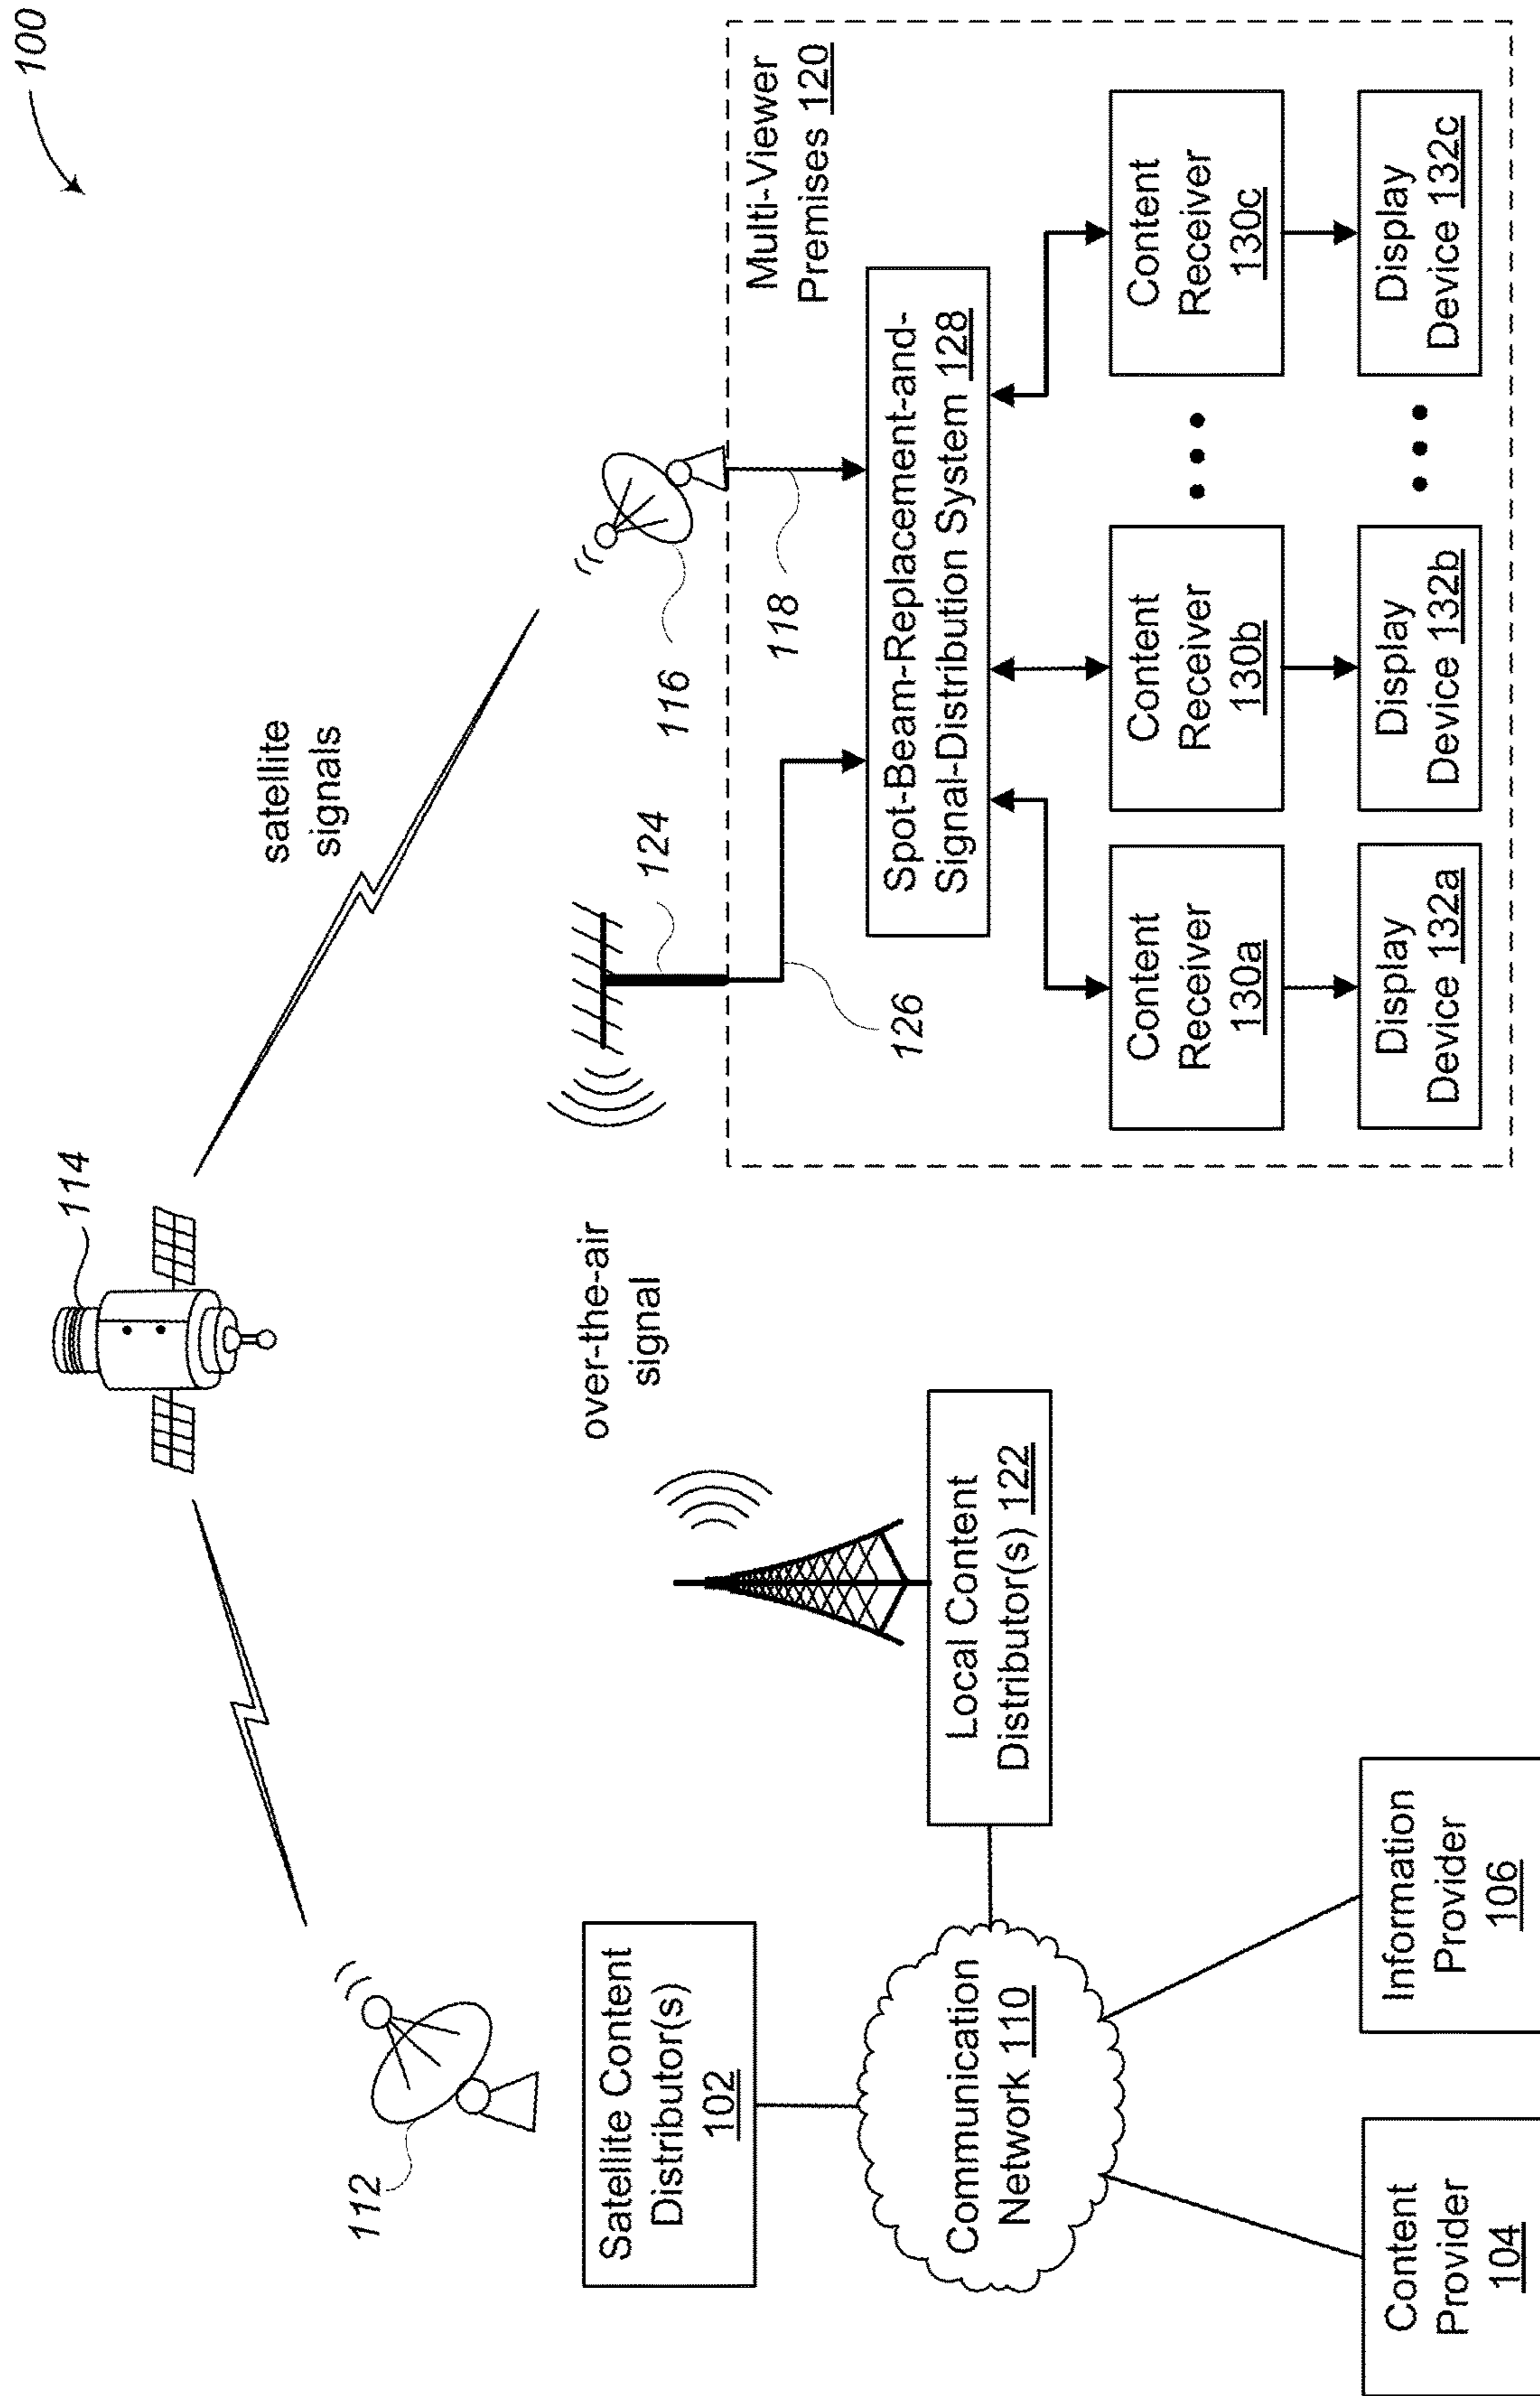 100
114
satellite
signals
112
Satellite Content
Distributor(s)
102
over-the-air
signal
124
116
118
126
Multi-Viewer
Premises 120
Communication
Network 110
Local Content
Distributor(s) 122
Spot-Beam-Replacement-and-
Signal-Distribution System 128
Content
Provider
104
Information
Provider
106
Content
Receiver
130a
Content
Receiver
130b
Content
Receiver
130c
Display
Device 132a
Display
Device 132b
Display
Device 132c